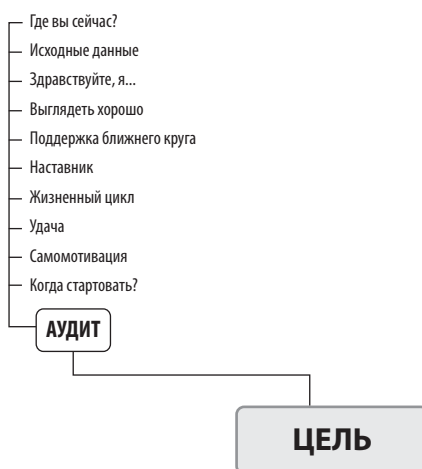 Где вы сейчас?
Исходные данные
Здравствуйте, я...
Выглядеть хорошо
Поддержка ближнего круга
Наставник
Жизненный цикл
Удача
Самомотивация
Когда стартовать?
АУДИТ
ЦЕЛЬ